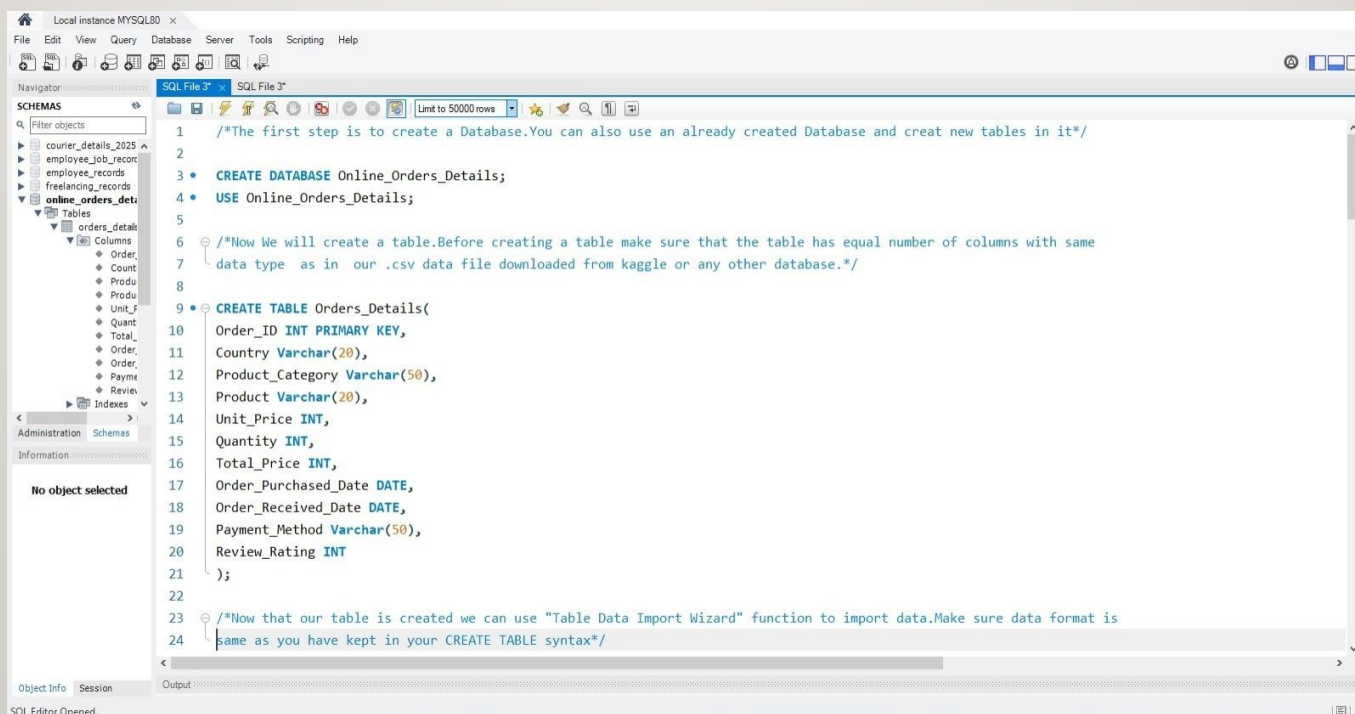 Local instance MYSQL80 ×
File Edit View Query Database Server Tools Scripting Help
Navigator
SQL File 3* × SQL File 3*
SCHEMAS
Limit to 50000 rows
Filter objects
courier_details_2025
employee_job_record
employee_records
freelancing_records
online_orders_deta
Tables
orders_details
Columns
Order_
Count
Produ
Produ
Unit_P
Quant
Total_
Order_
Order_
Payme
Review
Indexes
Administration Schemas
Information
No object selected
Object Info Session
1 /*The first step is to create a Database.You can also use an already created Database and creat new tables in it*/
2
3 CREATE DATABASE Online_Orders_Details;
4 USE Online_Orders_Details;
5
6 /*Now We will create a table.Before creating a table make sure that the table has equal number of columns with same
7 data type as in our .csv data file downloaded from kaggle or any other database.*/
8
9 CREATE TABLE Orders_Details(
10 Order_ID INT PRIMARY KEY,
11 Country Varchar(20),
12 Product_Category Varchar(50),
13 Product Varchar(20),
14 Unit_Price INT,
15 Quantity INT,
16 Total_Price INT,
17 Order_Purchased_Date DATE,
18 Order_Received_Date DATE,
19 Payment_Method Varchar(50),
20 Review_Rating INT
21 );
22
23 /*Now that our table is created we can use "Table Data Import Wizard" function to import data.Make sure data format is
24 same as you have kept in your CREATE TABLE syntax*/
Output
SQL Editor Opened.